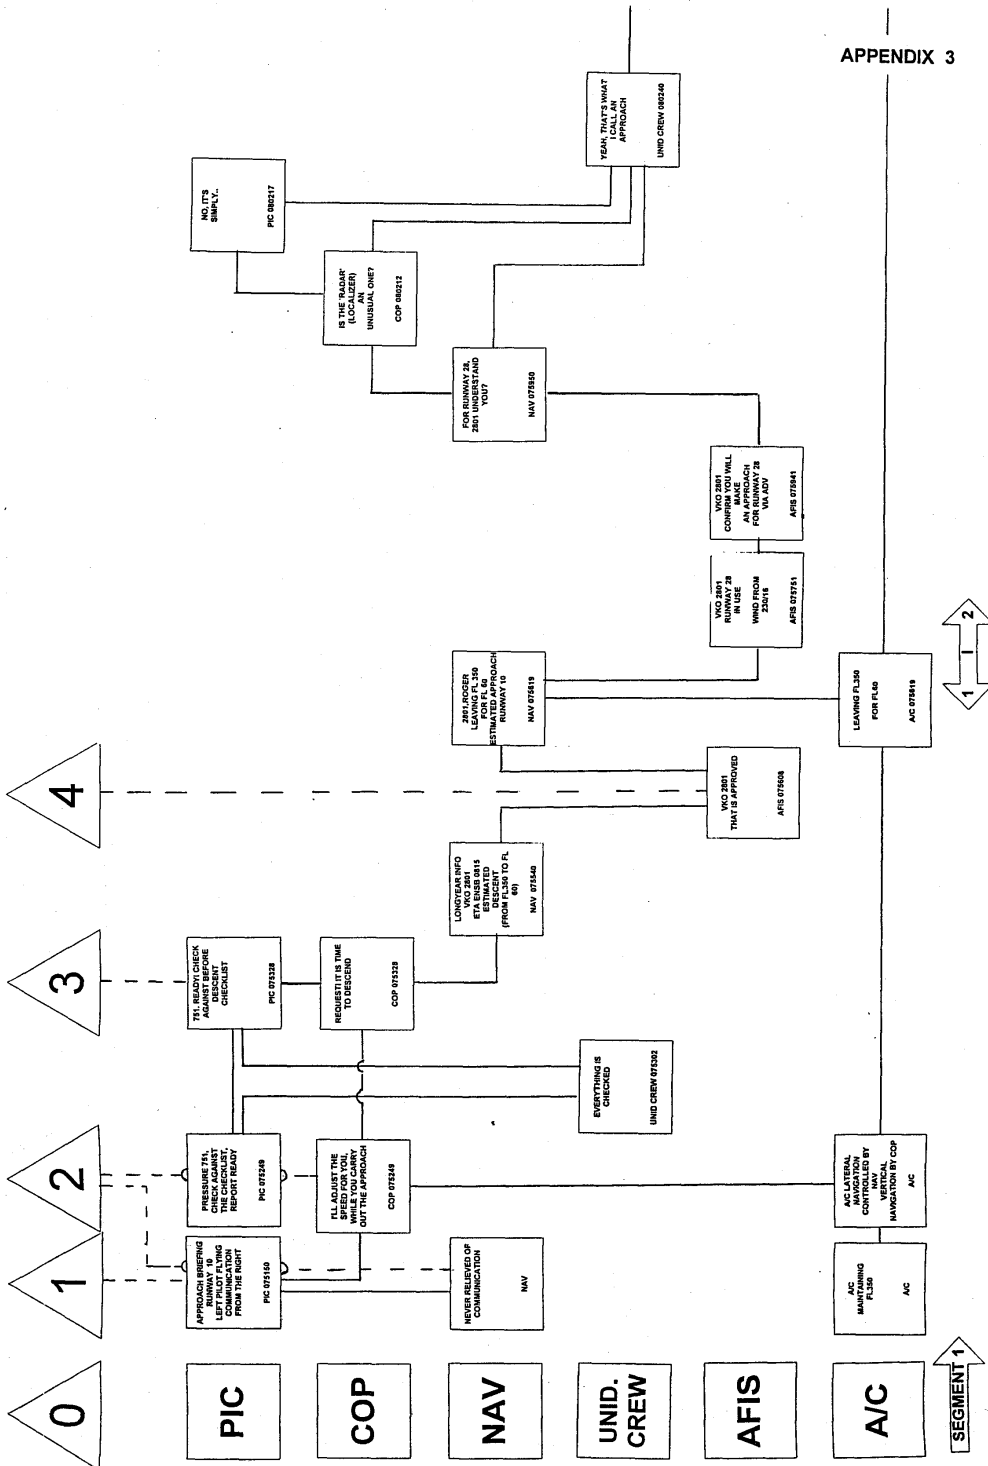 APPENDIX 3
0
1
2
3
4
PIC
APPROACH BRIEFING
RUNWAY 10
LEFT PILOT FLYING
COMMUNICATION
FROM THE RIGHT
PIC 075150
PRESSURE 751,
CHECK AGAINST
THE CHECKLIST,
REPORT READY
PIC 075249
751. READY! CHECK
AGAINST BEFORE
DESCENT
CHECKLIST
PIC 075328
NO, IT'S
SIMPLY..
PIC 080217
COP
I'LL ADJUST THE
SPEED FOR YOU,
WHILE YOU CARRY
OUT THE APPROACH
COP 075249
REQUEST! IT IS TIME
TO DESCEND
COP 075328
IS THE 'RADAR'
(LOCALIZER)
AN
UNUSUAL ONE?
COP 080212
NAV
NEVER RELIEVED OF
COMMUNICATION
NAV
LONGYEAR INFO
VKO 2801
ETA ENSB 0815
ESTIMATED
DESCENT
(FROM FL350 TO FL
60)
NAV 075540
2801,ROGER
LEAVING FL 350
FOR FL 60
ESTIMATED APPROACH
RUNWAY 10
NAV 075619
FOR RUNWAY 28,
2801 UNDERSTAND
YOU?
NAV 075950
UNID.
CREW
EVERYTHING IS
CHECKED
UNID CREW 075302
YEAH, THAT'S WHAT
I CALL AN
APPROACH
UNID CREW 080240
AFIS
VKO 2801
THAT IS APPROVED
AFIS 075608
VKO 2801
RUNWAY 28
IN USE
WIND FROM
230/16
AFIS 075751
VKO 2801
CONFIRM YOU WILL
MAKE
AN APPROACH
FOR RUNWAY 28
VIA ADV
AFIS 075941
A/C
A/C
MAINTAINING
FL350
A/C
A/C LATERAL
NAVIGATION
CONTROLLED BY
NAV
VERTICAL
NAVIGATION BY COP
A/C
LEAVING FL350
FOR FL60
A/C 075619
SEGMENT 1
1 I 2